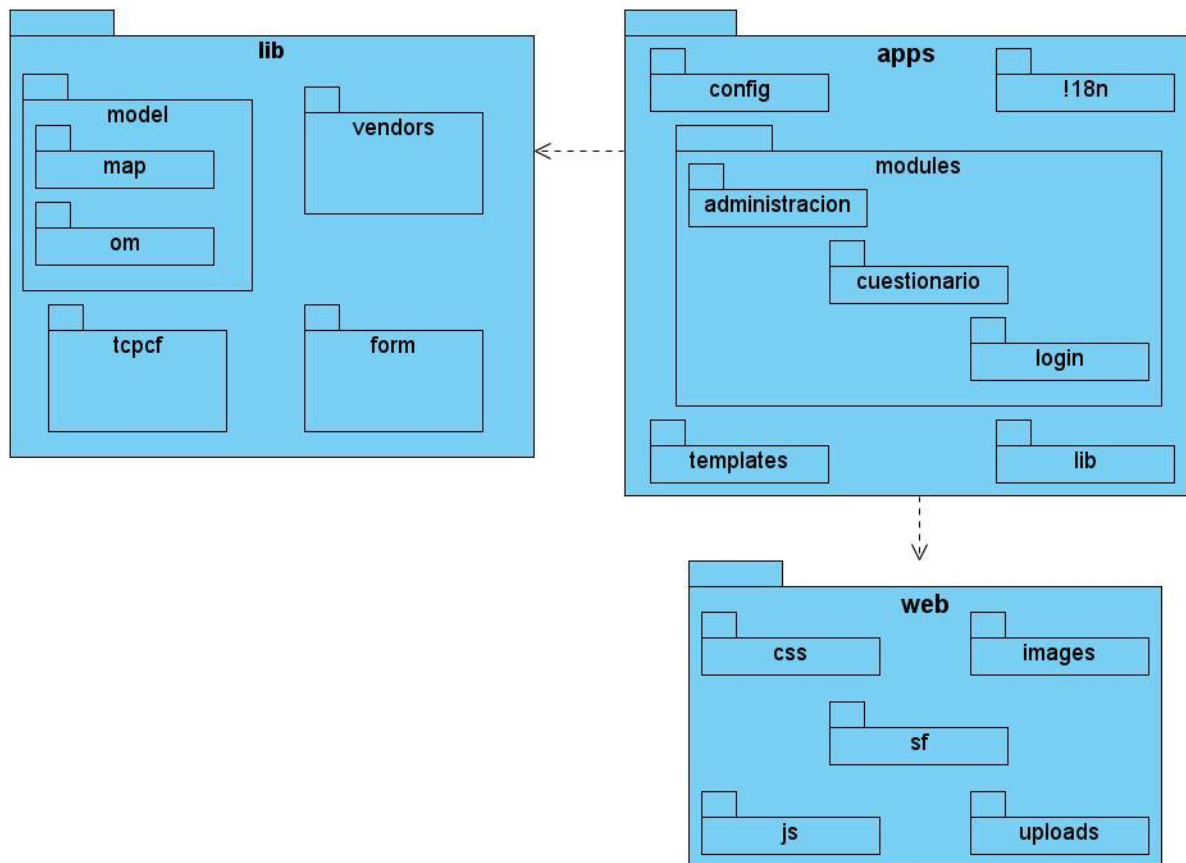 lib
model
map
om
vendors
tcpcf
form
apps
config
!18n
modules
administracion
cuestionario
login
templates
lib
web
css
images
sf
js
uploads